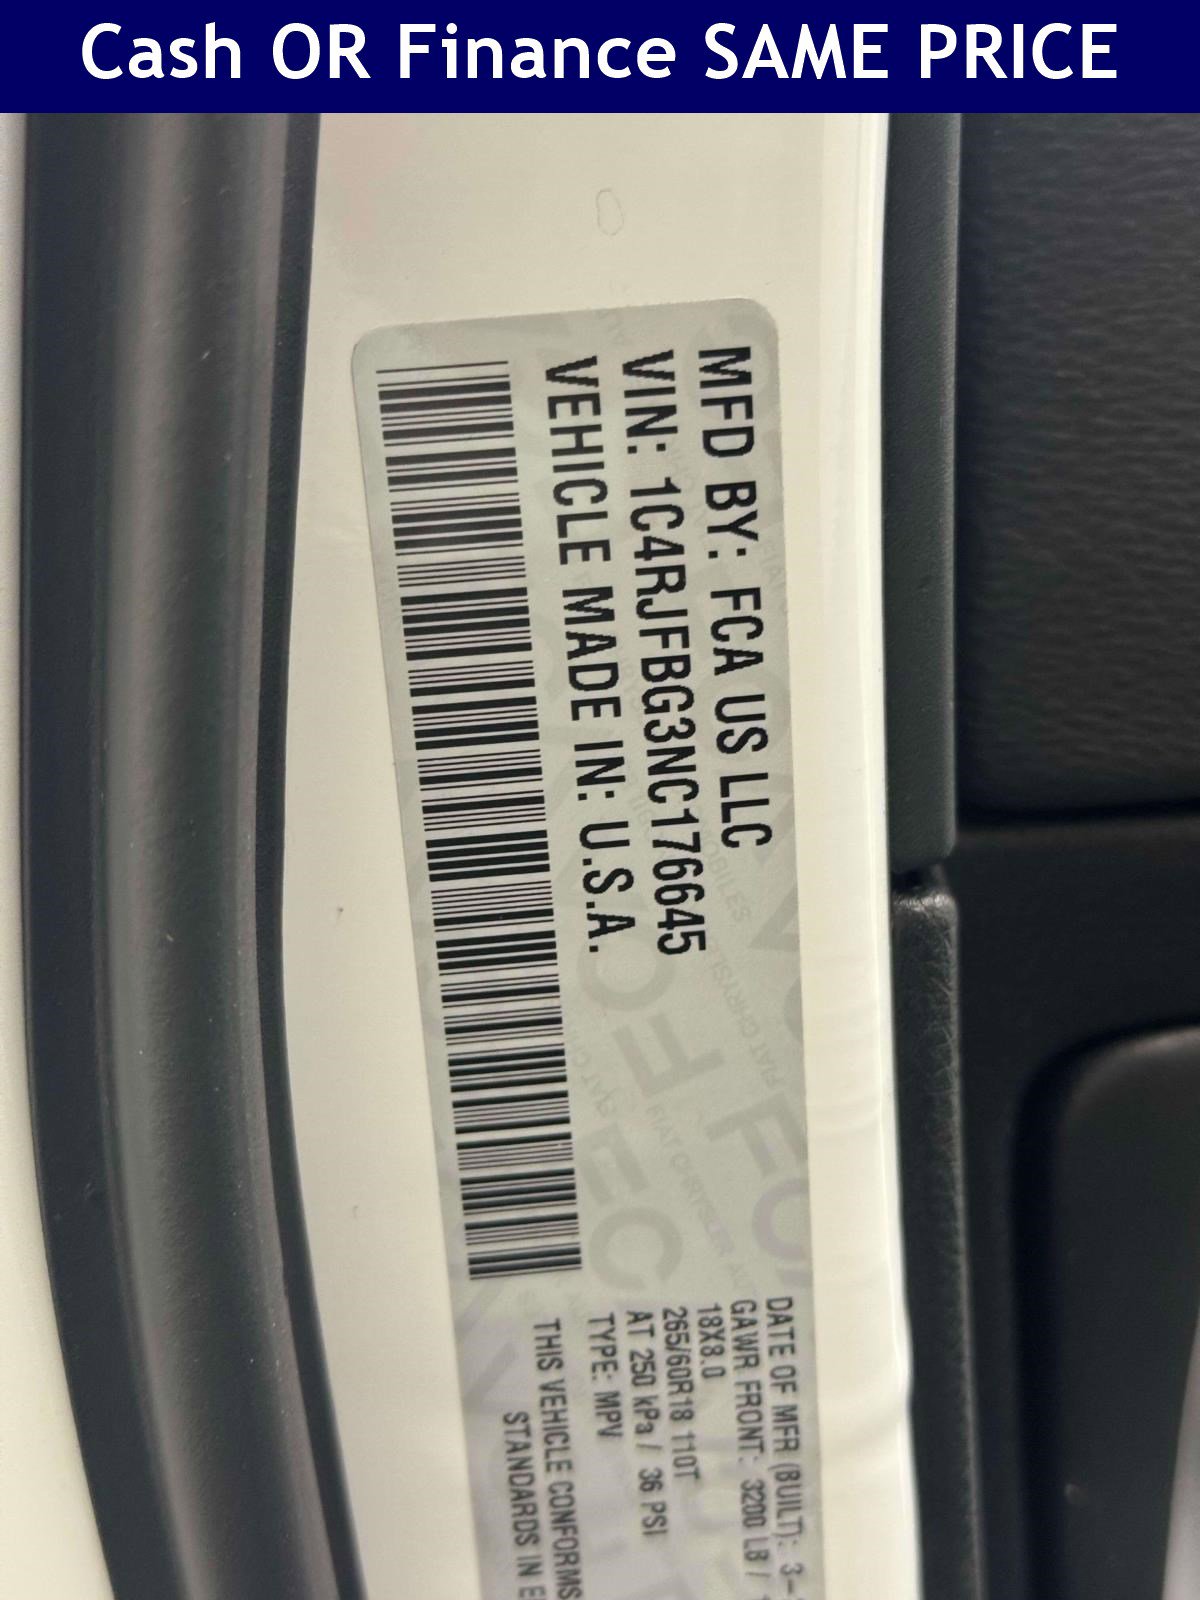 Cash OR Finance SAME PRICE
MFD BY: FCA US LLC
VIN: 1C4RJFBG3NC176645
VEHICLE MADE IN: U.S.A.
DATE OF MFR (BUILT): 3-
GAWR FRONT: 3200 LB /
18X8.0
265/60R18 110T
AT 250 kPa / 36 PSI
TYPE: MPV
THIS VEHICLE CONFORMS
STANDARDS IN